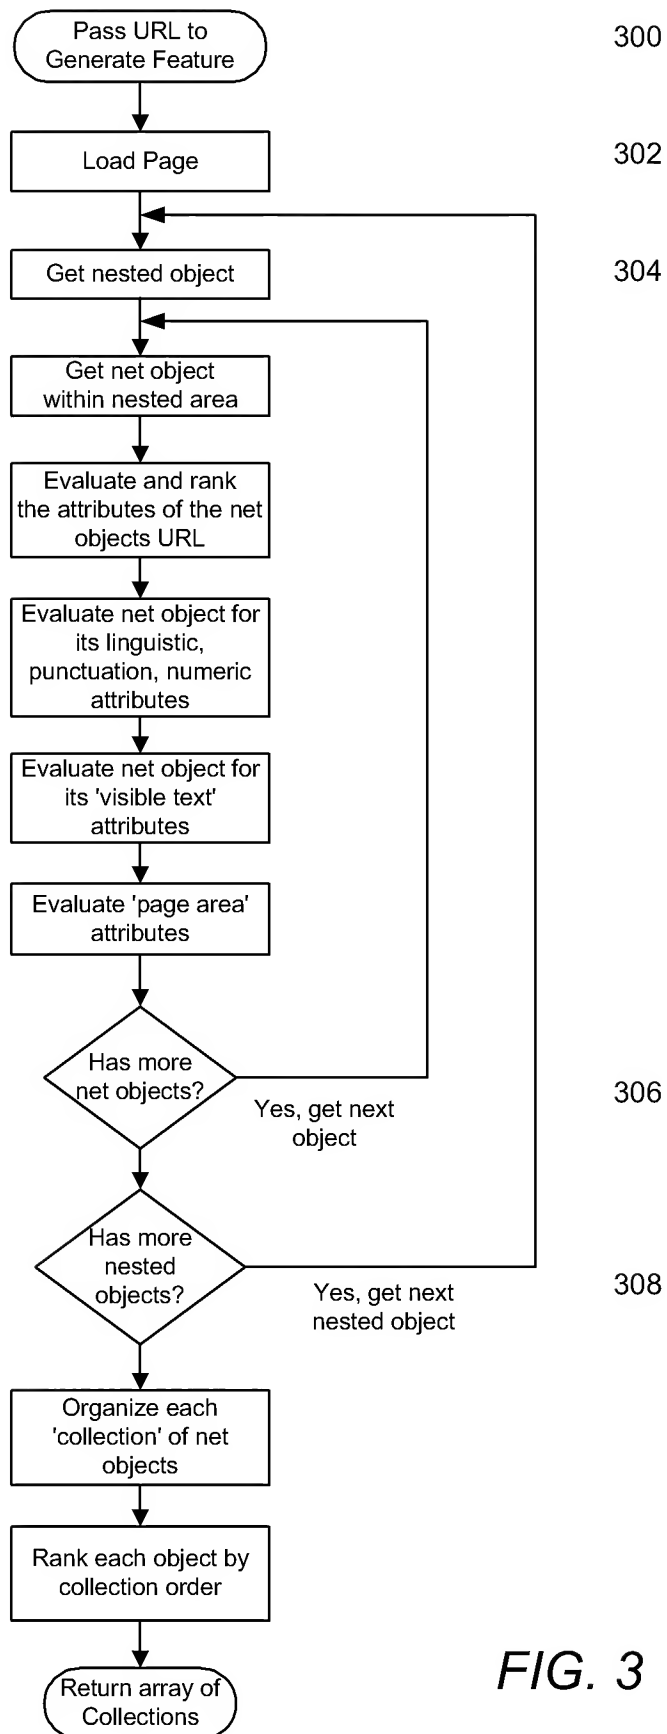 Pass URL to
Generate Feature
300
Load Page
302
Get nested object
304
Get net object
within nested area
Evaluate and rank
the attributes of the net
objects URL
Evaluate net object for
its linguistic,
punctuation, numeric
attributes
Evaluate net object for
its 'visible text'
attributes
Evaluate 'page area'
attributes
Has more
net objects?
Yes, get next
object
306
Has more
nested
objects?
Yes, get next
nested object
308
Organize each
'collection' of net
objects
Rank each object by
collection order
Return array of
Collections
FIG. 3